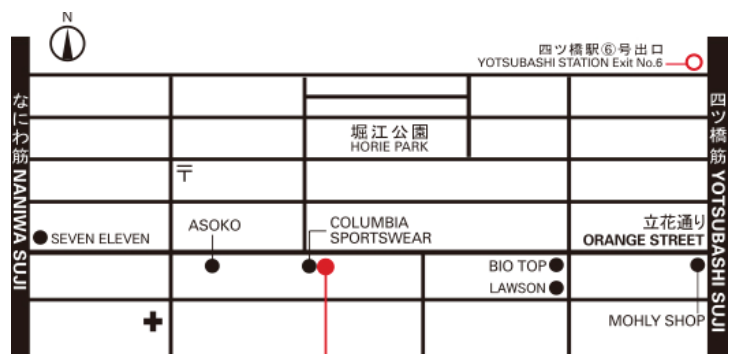 N
四ツ橋駅⑥号出口
YOTSUBASHI STATION Exit No.6
なにわ筋 NANIWA SUJI
四ツ橋筋 YOTSUBASHI SUJI
堀江公園
HORIE PARK
〒
SEVEN ELEVEN
ASOKO
COLUMBIA
SPORTSWEAR
立花通り
ORANGE STREET
BIO TOP
LAWSON
MOHLY SHOP